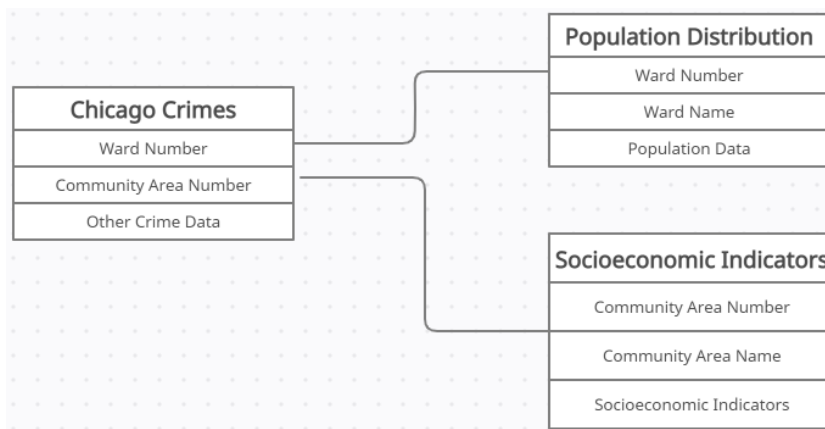 Chicago Crimes
Ward Number
Community Area Number
Other Crime Data
Population Distribution
Ward Number
Ward Name
Population Data
Socioeconomic Indicators
Community Area Number
Community Area Name
Socioeconomic Indicators